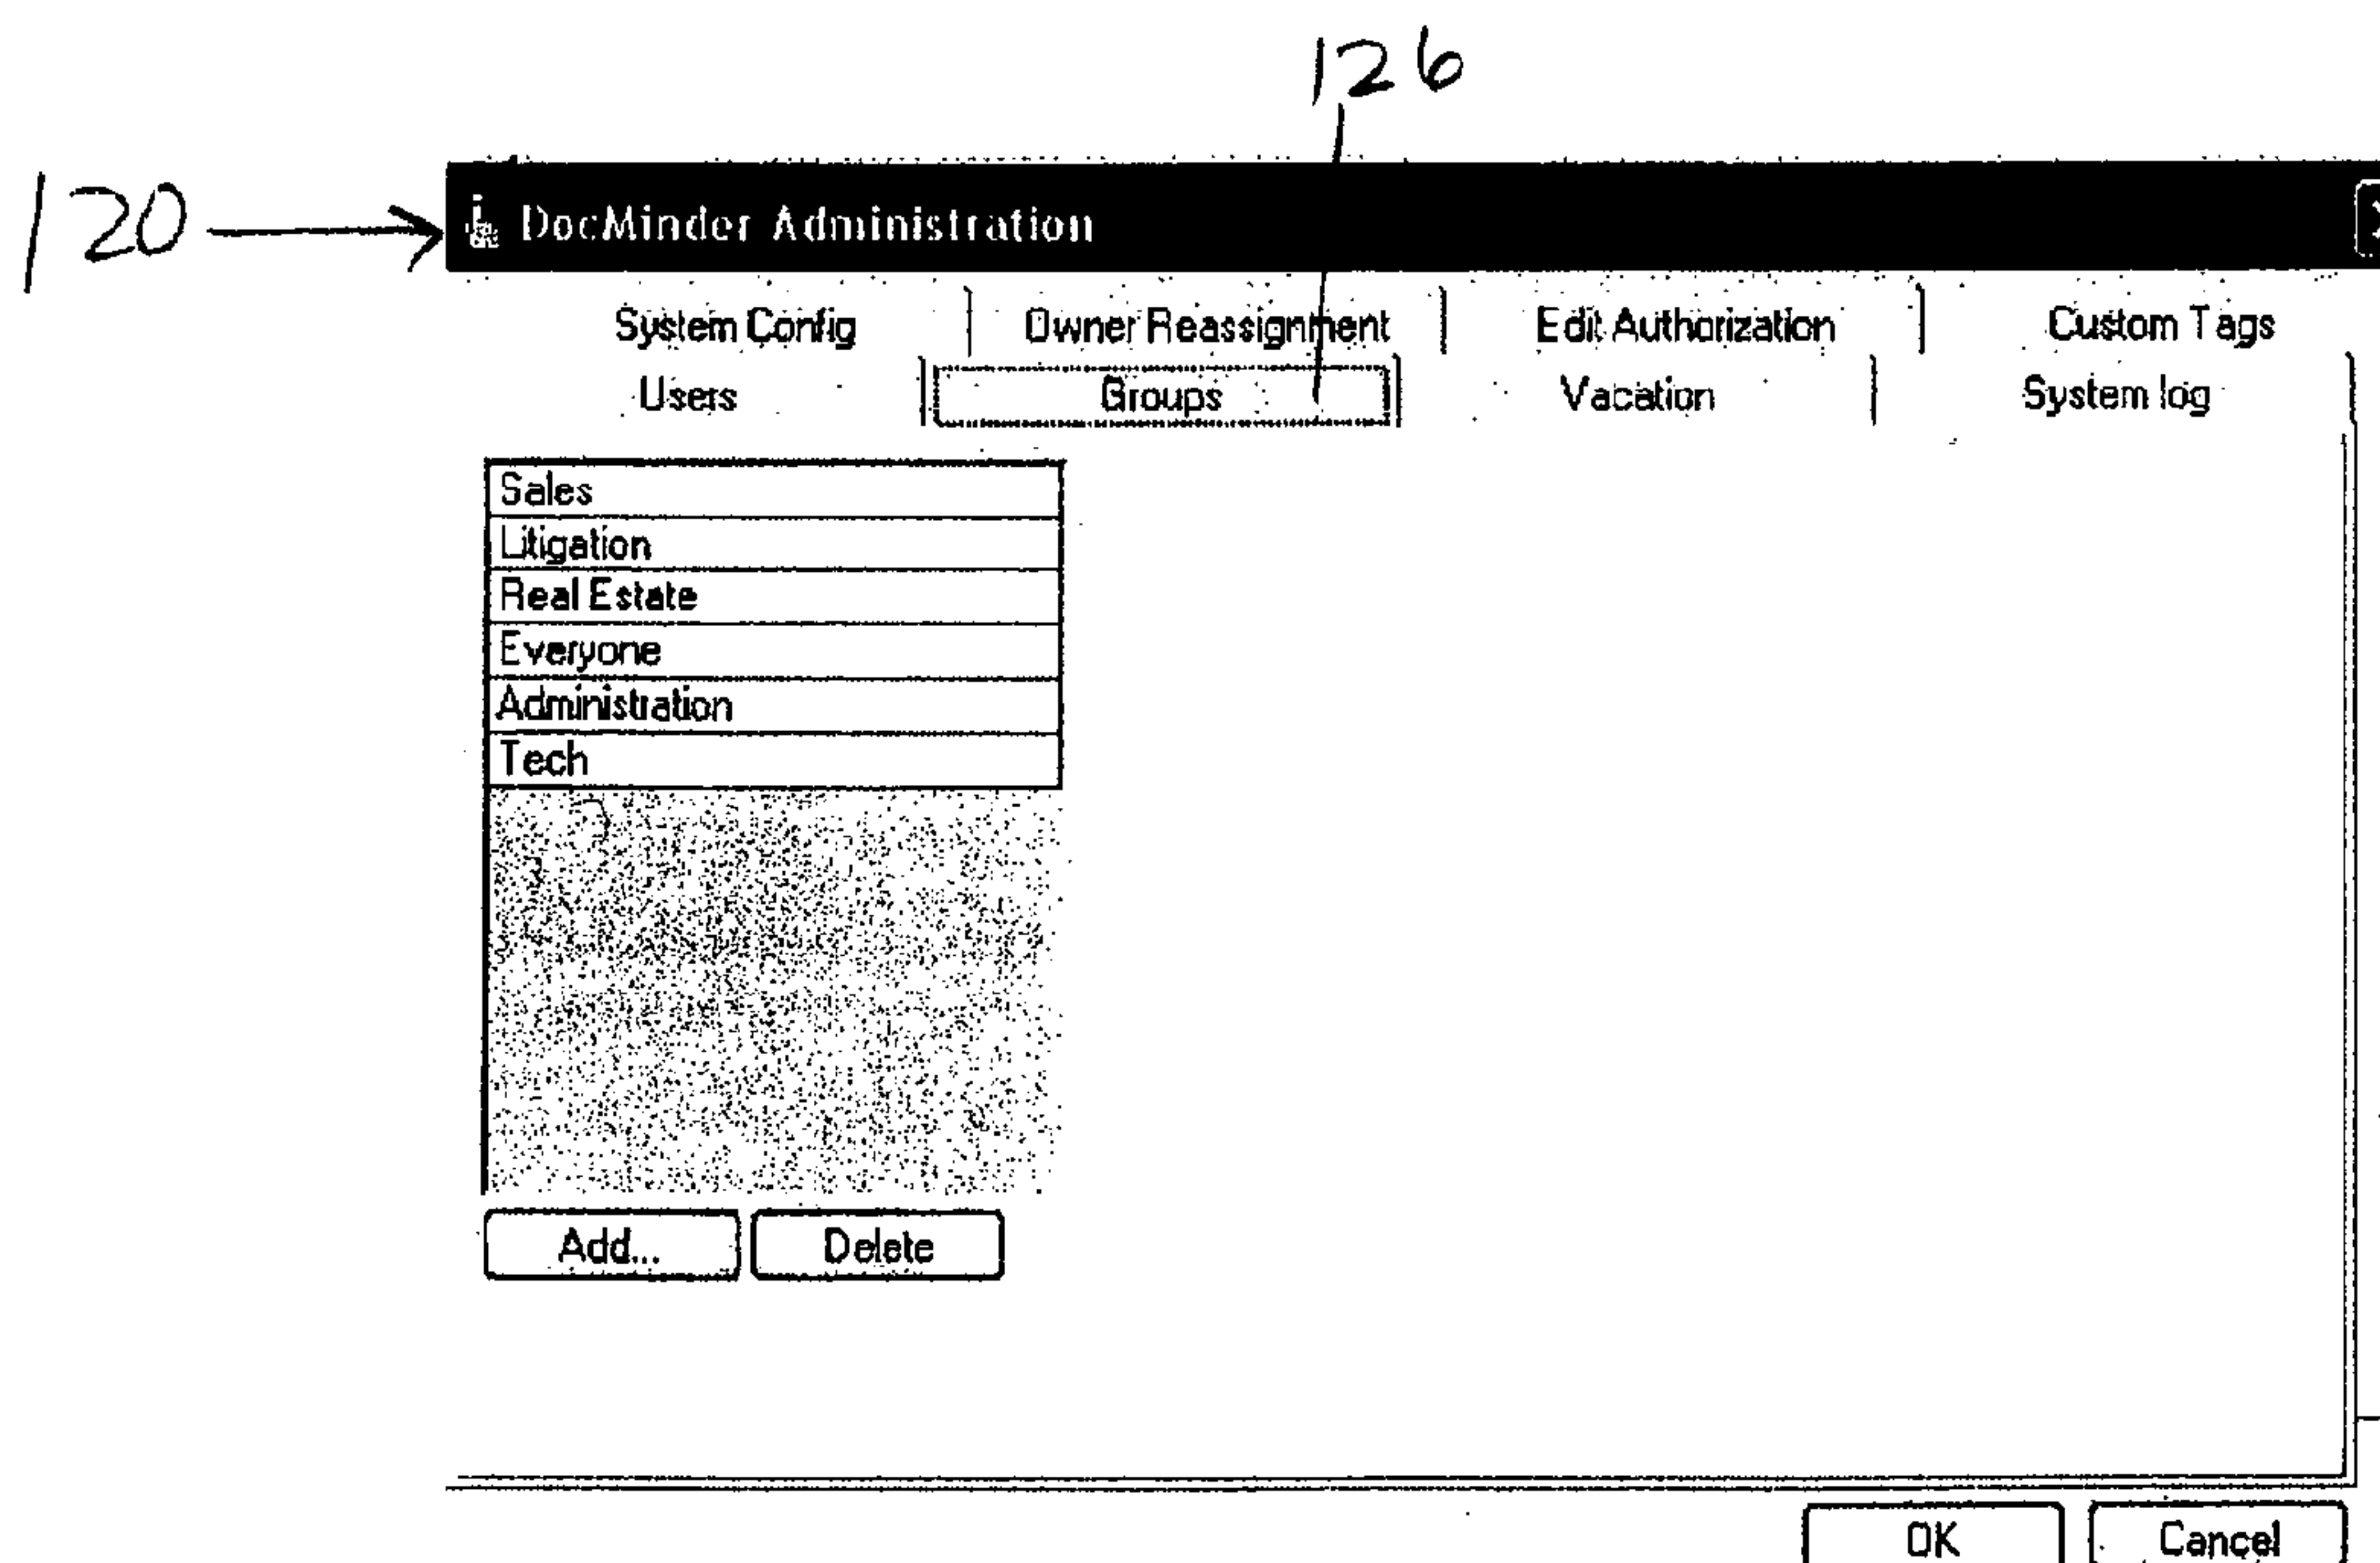 126
120
DocMinder Administration
System Config Owner Reassignment Edit Authorization Custom Tags
Users Groups Vacation System log
Sales
Litigation
Real Estate
Everyone
Administration
Tech
Add... Delete
OK Cancel